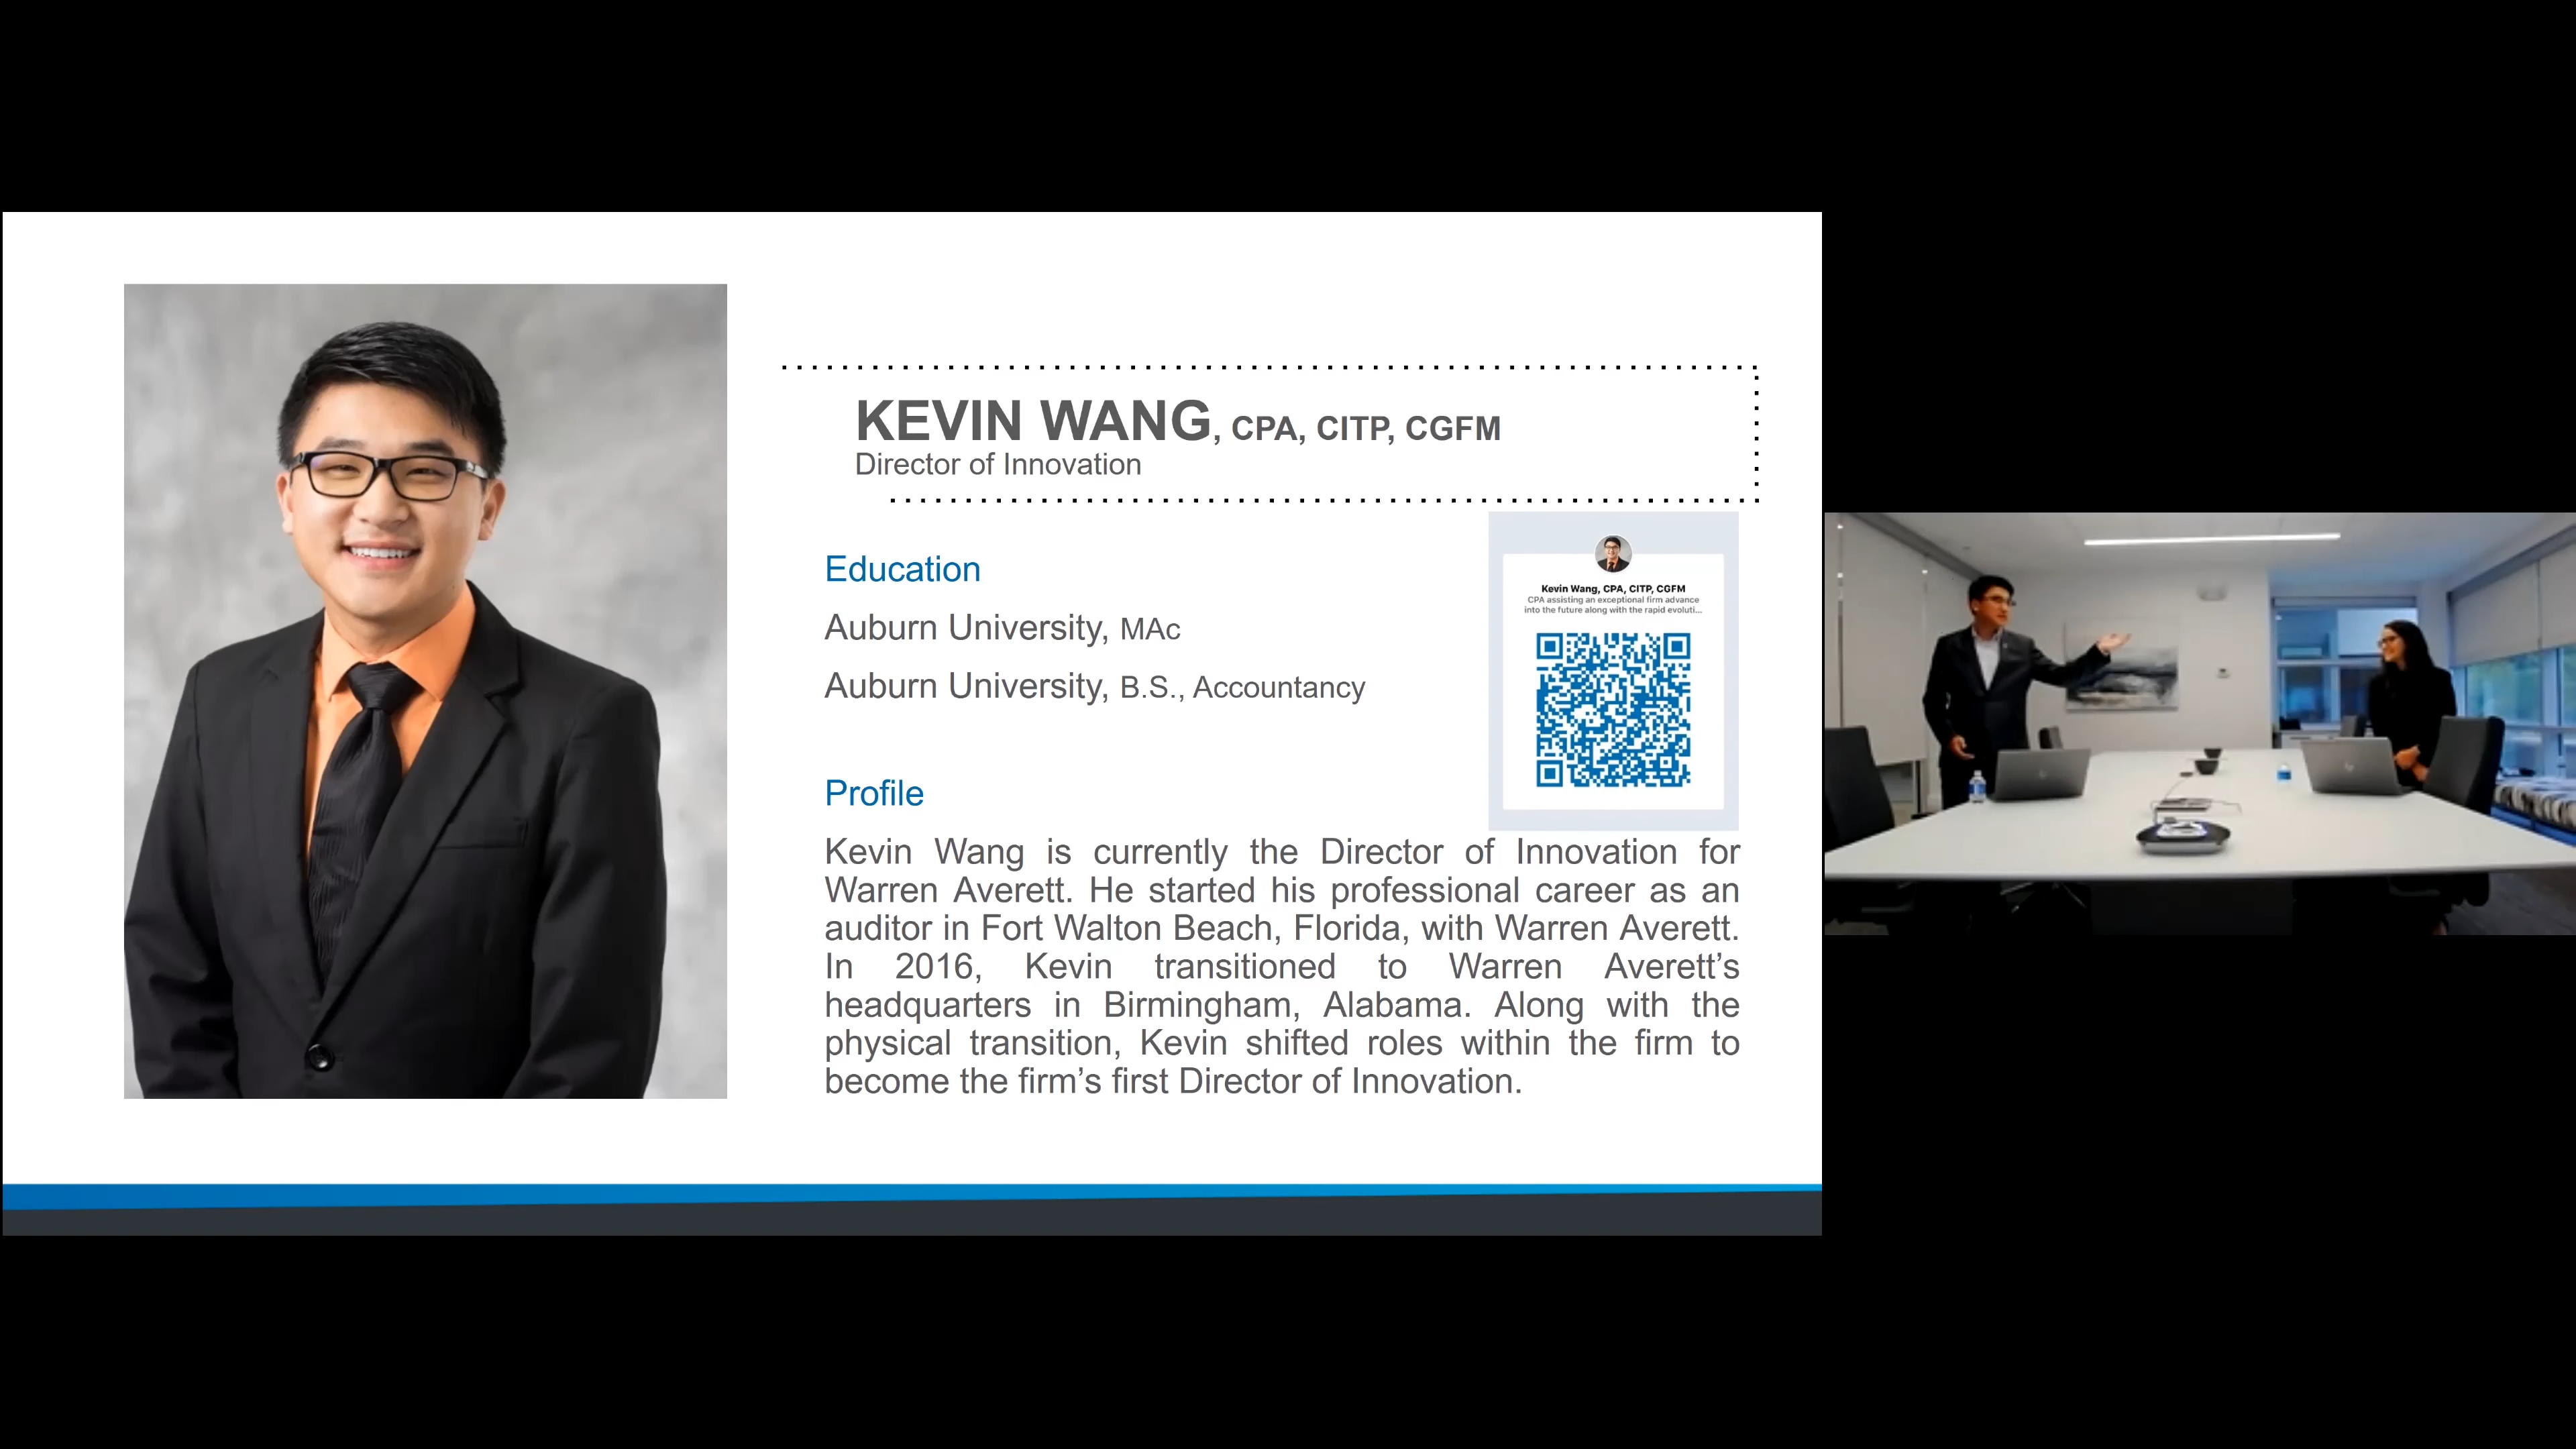 KEVIN WANG, CPA, CITP, CGFM
Director of Innovation
Education
Auburn University, MAc
Auburn University, B.S., Accountancy
Kevin Wang, CPA, CITP, CGFM
CPA assisting an exceptional firm advance
into the future along with the rapid evoluti...
Profile
Kevin Wang is currently the Director of Innovation for
Warren Averett. He started his professional career as an
auditor in Fort Walton Beach, Florida, with Warren Averett.
In 2016, Kevin transitioned to Warren Averett’s
headquarters in Birmingham, Alabama. Along with the
physical transition, Kevin shifted roles within the firm to
become the firm’s first Director of Innovation.